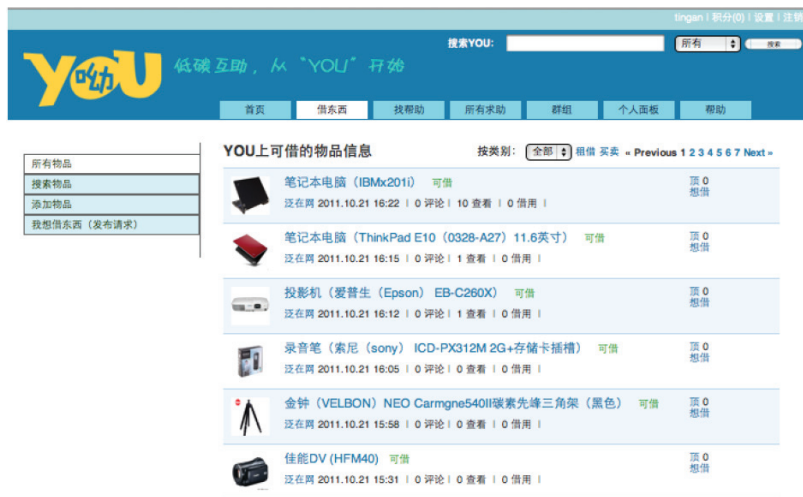 tingan | 积分(0) | 设置 | 注销
搜索YOU: 所有 搜索
YOU 呦
低碳互助，从“YOU”开始
首页 借东西 找帮助 所有求助 群组 个人面板 帮助
所有物品
搜索物品
添加物品
我想借东西（发布请求）
YOU上可借的物品信息 按类别： 全部 租借 买卖 « Previous 1 2 3 4 5 6 7 Next »
笔记本电脑（IBMx201i） 可借 顶 0
泛在网 2011.10.21 16:22 | 0 评论 | 10 查看 | 0 借用 | 想借
笔记本电脑（ThinkPad E10（0328-A27）11.6英寸） 可借 顶 0
泛在网 2011.10.21 16:15 | 0 评论 | 1 查看 | 0 借用 | 想借
投影机（爱普生（Epson） EB-C260X） 可借 顶 0
泛在网 2011.10.21 16:12 | 0 评论 | 1 查看 | 0 借用 | 想借
录音笔（索尼（sony） ICD-PX312M 2G+存储卡插槽） 可借 顶 0
泛在网 2011.10.21 16:05 | 0 评论 | 0 查看 | 0 借用 | 想借
金钟（VELBON）NEO Carmgne540II碳素先峰三角架（黑色） 可借 顶 0
泛在网 2011.10.21 15:58 | 0 评论 | 0 查看 | 0 借用 | 想借
佳能DV (HFM40) 可借 顶 0
泛在网 2011.10.21 15:31 | 0 评论 | 0 查看 | 0 借用 | 想借